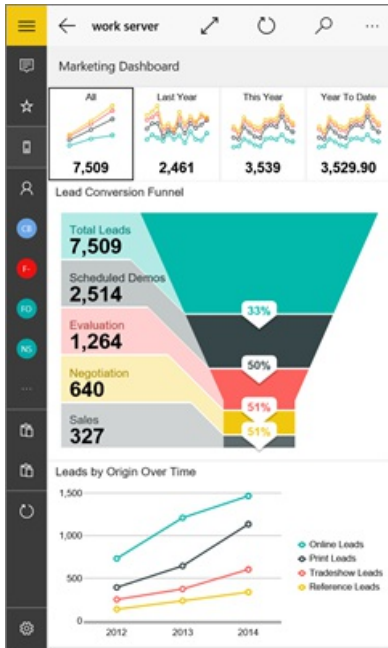 work server
...
Marketing Dashboard
All
Last Year
This Year
Year To Date
7,509
2,461
3,539
3,529.90
Lead Conversion Funnel
CB
F-
FO
NS
...
Total Leads
7,509
Scheduled Demos
2,514
Evaluation
1,264
Negotiation
640
Sales
327
33%
50%
51%
51%
Leads by Origin Over Time
1,500
1,000
500
0
2012
2013
2014
Online Leads
Print Leads
Tradeshow Leads
Reference Leads